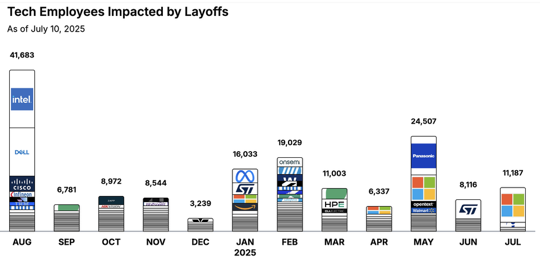 Tech Employees Impacted by Layoffs
As of July 10, 2025
41,683
24,507
19,029
16,033
11,003
11,187
6,781
8,972
8,544
3,239
6,337
8,116
intel
DELL
CISCO
Infineon
onsemi
HPE
Panasonic
opentext
Walmart
AUG SEP OCT NOV DEC JAN FEB MAR APR MAY JUN JUL
2025